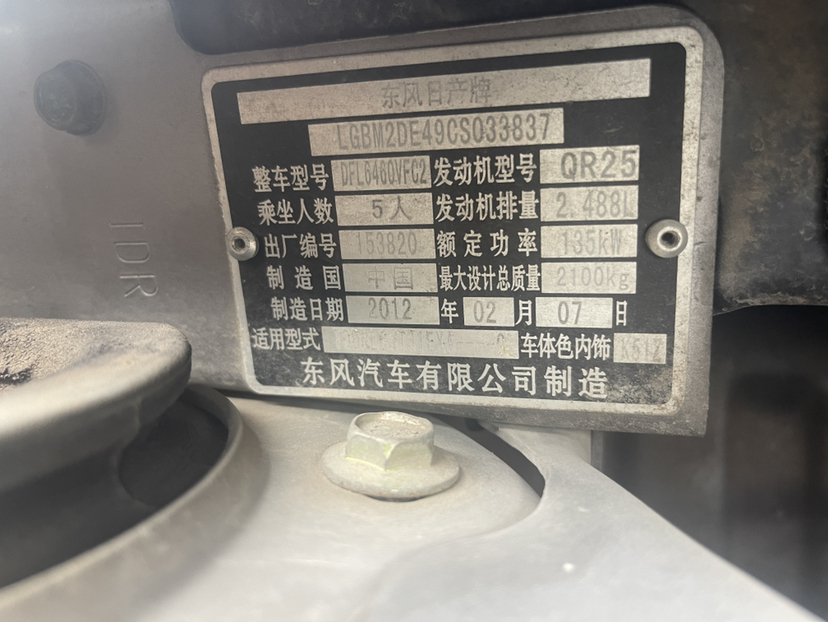 东风日产牌
LGBM2DE49CS033837
整车型号 DFL6460VFC2 发动机型号 QR25
乘坐人数 5人 发动机排量 2.488L
出厂编号 153820 额定功率 135kW
制造国 中国 最大设计总质量 2100kg
制造日期 2012 年 02 月 07 日
适用型式 车体色内饰
东风汽车有限公司制造
IDR